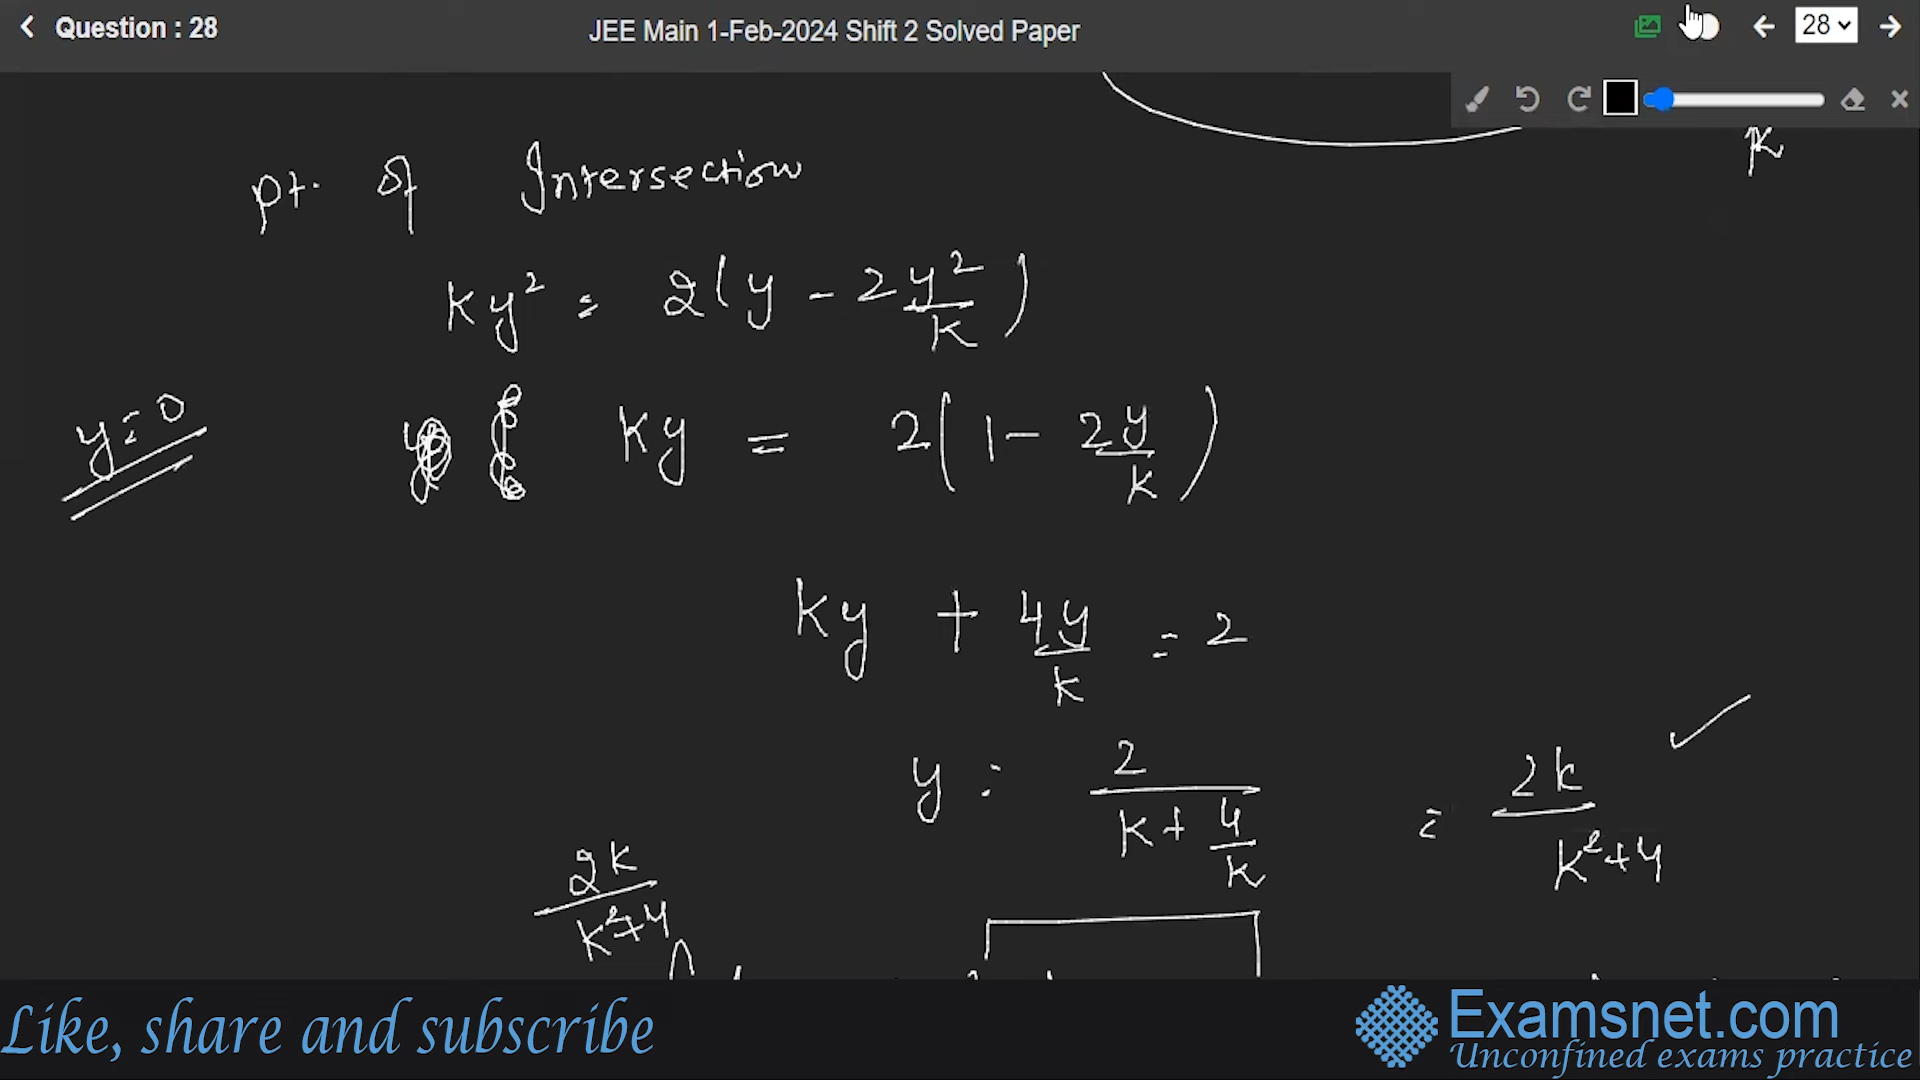 Question : 28
JEE Main 1-Feb-2024 Shift 2 Solved Paper
28
k
pt. of Intersection
ky² = 2(y - 2y²/k)
y=0
ky = 2(1 - 2y/k)
ky + 4y/k = 2
y = 2/(k + 4/k) = 2k/(k²+4)
2k/(k²+4)
Like, share and subscribe
Examsnet.com
Unconfined exams practice